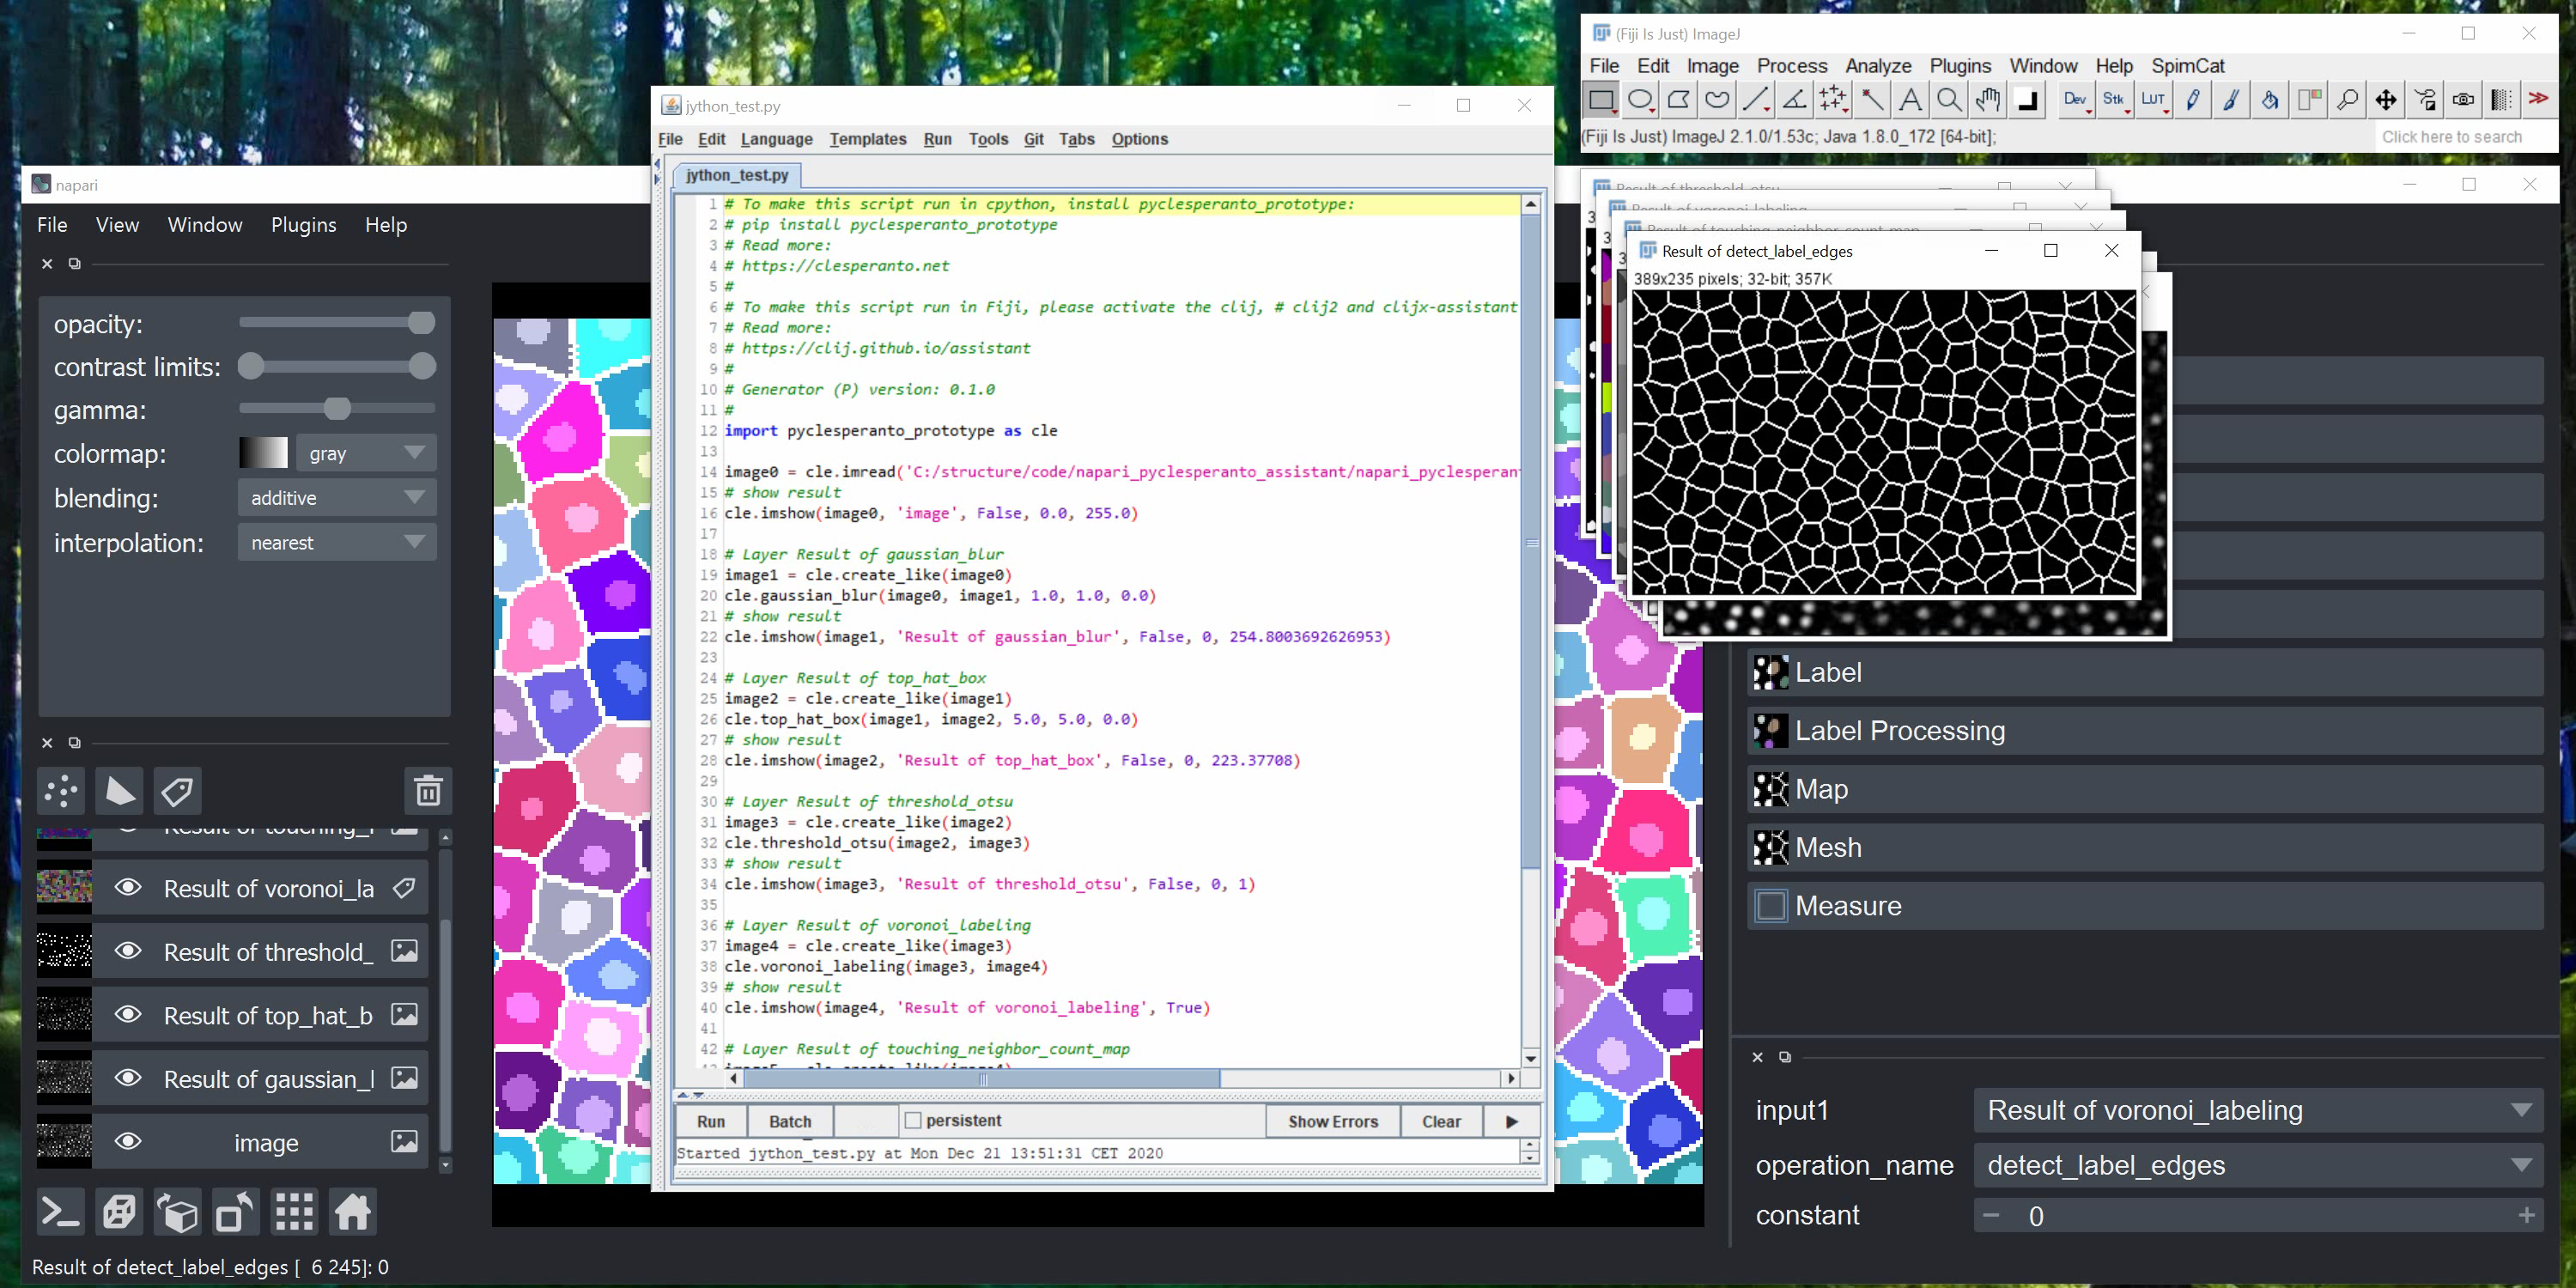 napari
File View Window Plugins Help
opacity:
contrast limits:
gamma:
colormap: gray
blending: additive
interpolation: nearest
Result of voronoi_la
Result of threshold_
Result of top_hat_b
Result of gaussian_l
image
Result of detect_label_edges [ 6 245]: 0
jython_test.py
File Edit Language Templates Run Tools Git Tabs Options
jython_test.py
1 # To make this script run in cpython, install pyclesperanto_prototype:
2 # pip install pyclesperanto_prototype
3 # Read more:
4 # https://clesperanto.net
5 #
6 # To make this script run in Fiji, please activate the clij, # clij2 and clijx-assistant
7 # Read more:
8 # https://clij.github.io/assistant
9 #
10 # Generator (P) version: 0.1.0
11 #
12 import pyclesperanto_prototype as cle
13
14 image0 = cle.imread('C:/structure/code/napari_pyclesperanto_assistant/napari_pyclesperan
15 # show result
16 cle.imshow(image0, 'image', False, 0.0, 255.0)
17
18 # Layer Result of gaussian_blur
19 image1 = cle.create_like(image0)
20 cle.gaussian_blur(image0, image1, 1.0, 1.0, 0.0)
21 # show result
22 cle.imshow(image1, 'Result of gaussian_blur', False, 0, 254.8003692626953)
23
24 # Layer Result of top_hat_box
25 image2 = cle.create_like(image1)
26 cle.top_hat_box(image1, image2, 5.0, 5.0, 0.0)
27 # show result
28 cle.imshow(image2, 'Result of top_hat_box', False, 0, 223.37708)
29
30 # Layer Result of threshold_otsu
31 image3 = cle.create_like(image2)
32 cle.threshold_otsu(image2, image3)
33 # show result
34 cle.imshow(image3, 'Result of threshold_otsu', False, 0, 1)
35
36 # Layer Result of voronoi_labeling
37 image4 = cle.create_like(image3)
38 cle.voronoi_labeling(image3, image4)
39 # show result
40 cle.imshow(image4, 'Result of voronoi_labeling', True)
41
42 # Layer Result of touching_neighbor_count_map
Run Batch persistent Show Errors Clear
Started jython_test.py at Mon Dec 21 13:51:31 CET 2020
(Fiji Is Just) ImageJ
File Edit Image Process Analyze Plugins Window Help SpimCat
Dev Stk LUT
(Fiji Is Just) ImageJ 2.1.0/1.53c; Java 1.8.0_172 [64-bit];
Click here to search
Result of detect_label_edges
389x235 pixels; 32-bit; 357K
Label
Label Processing
Map
Mesh
Measure
input1 Result of voronoi_labeling
operation_name detect_label_edges
constant 0